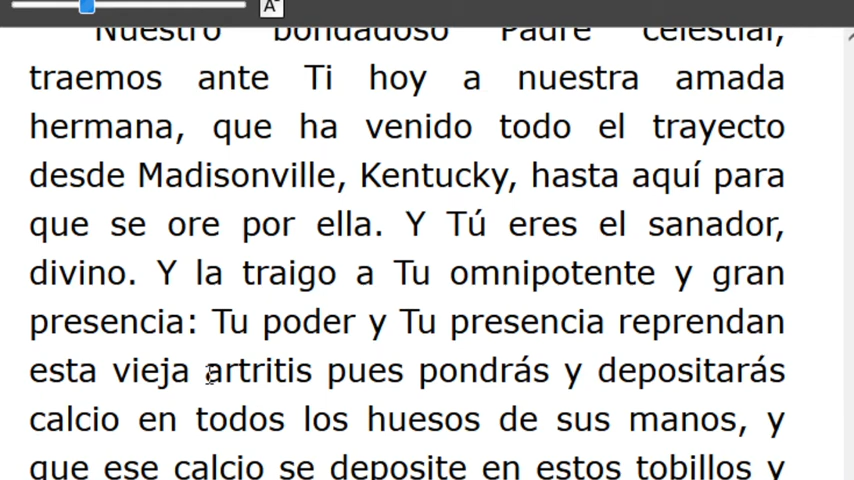 A
Nuestro bondadoso Padre celestial,
traemos ante Ti hoy a nuestra amada
hermana, que ha venido todo el trayecto
desde Madisonville, Kentucky, hasta aquí para
que se ore por ella. Y Tú eres el sanador,
divino. Y la traigo a Tu omnipotente y gran
presencia: Tu poder y Tu presencia reprendan
esta vieja artritis pues pondrás y depositarás
calcio en todos los huesos de sus manos, y
que ese calcio se deposite en estos tobillos y